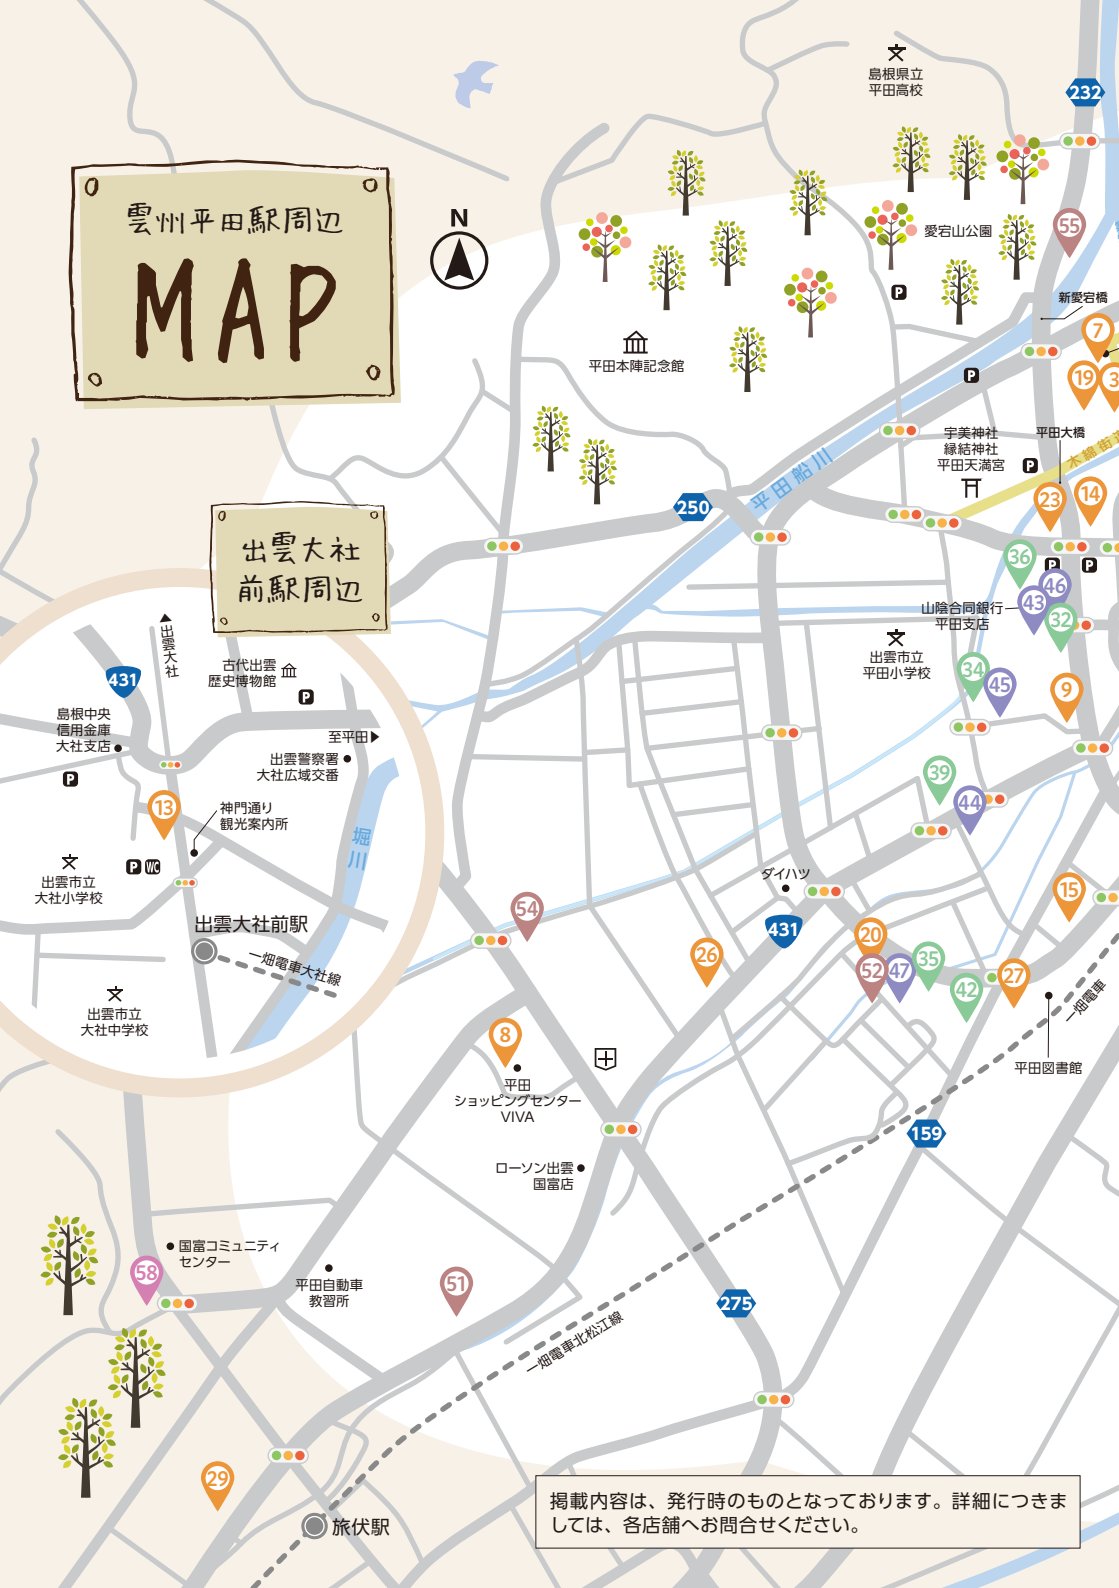 雲州平田駅周辺
MAP
N
島根県立
平田高校
232
愛宕山公園
55
P
新愛宕橋
7
平田本陣記念館
P
19
3
宇美神社
縁結神社
平田天満宮
平田大橋
P
木綿街道
平田船川
250
23
14
出雲大社
前駅周辺
36
P
P
46
43
山陰合同銀行
平田支店
32
出雲市立
平田小学校
34
45
9
出雲大社
431
古代出雲
歴史博物館
P
島根中央
信用金庫
大社支店
至平田
出雲警察署
大社広域交番
P
13
神門通り
観光案内所
堀川
P
WC
出雲市立
大社小学校
39
44
ダイハツ
15
出雲大社前駅
一畑電車大社線
54
431
26
20
52
47
35
42
27
一畑電車
出雲市立
大社中学校
8
平田
ショッピングセンター
VIVA
平田図書館
159
ローソン出雲
国富店
国富コミュニティ
センター
58
平田自動車
教習所
51
275
一畑電車北松江線
29
旅伏駅
掲載内容は、発行時のものとなっております。詳細につきま
しては、各店舗へお問合せください。